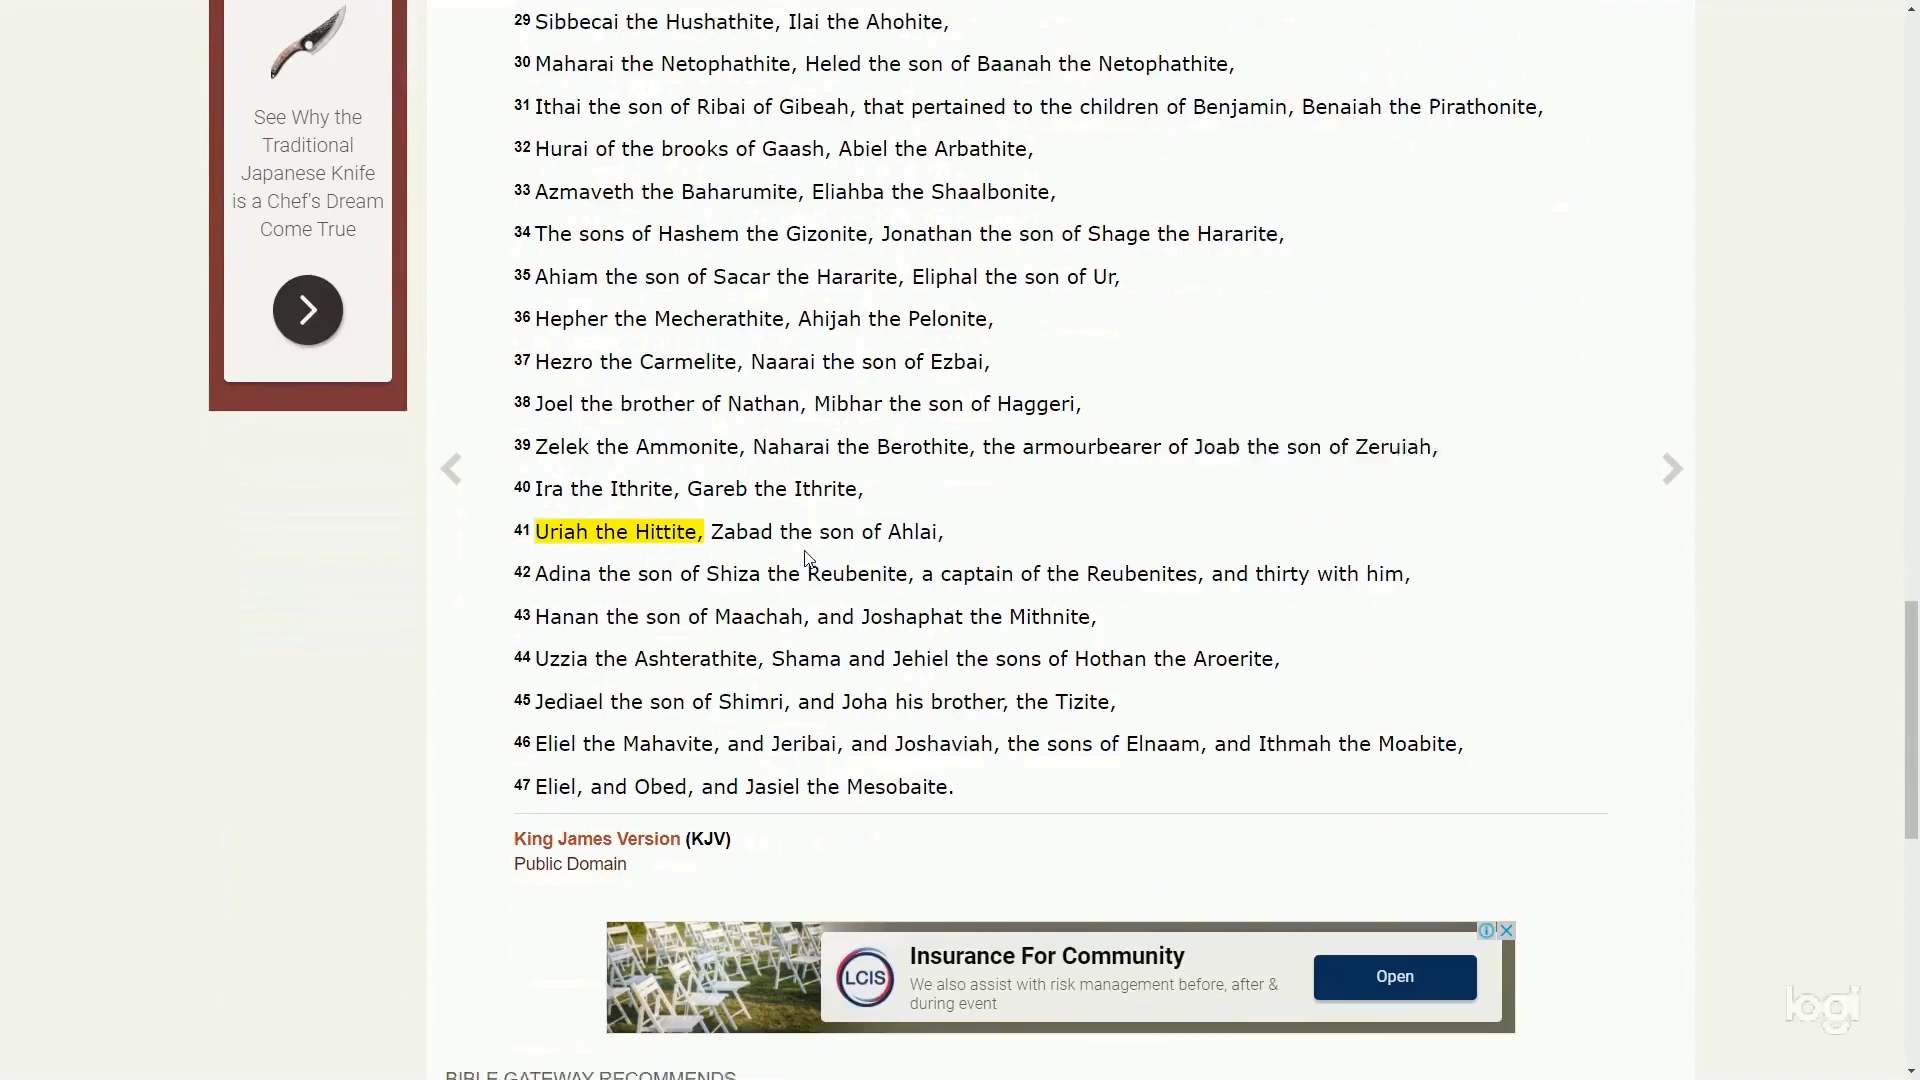 29 Sibbecai the Hushathite, Ilai the Ahohite,
30 Maharai the Netophathite, Heled the son of Baanah the Netophathite,
31 Ithai the son of Ribai of Gibeah, that pertained to the children of Benjamin, Benaiah the Pirathonite,
32 Hurai of the brooks of Gaash, Abiel the Arbathite,
33 Azmaveth the Baharumite, Eliahba the Shaalbonite,
34 The sons of Hashem the Gizonite, Jonathan the son of Shage the Hararite,
35 Ahiam the son of Sacar the Hararite, Eliphal the son of Ur,
36 Hepher the Mecherathite, Ahijah the Pelonite,
37 Hezro the Carmelite, Naarai the son of Ezbai,
38 Joel the brother of Nathan, Mibhar the son of Haggeri,
39 Zelek the Ammonite, Naharai the Berothite, the armourbearer of Joab the son of Zeruiah,
40 Ira the Ithrite, Gareb the Ithrite,
41 Uriah the Hittite, Zabad the son of Ahlai,
42 Adina the son of Shiza the Reubenite, a captain of the Reubenites, and thirty with him,
43 Hanan the son of Maachah, and Joshaphat the Mithnite,
44 Uzzia the Ashterathite, Shama and Jehiel the sons of Hothan the Aroerite,
45 Jediael the son of Shimri, and Joha his brother, the Tizite,
46 Eliel the Mahavite, and Jeribai, and Joshaviah, the sons of Elnaam, and Ithmah the Moabite,
47 Eliel, and Obed, and Jasiel the Mesobaite.
King James Version (KJV)
Public Domain
See Why the
Traditional
Japanese Knife
is a Chef's Dream
Come True
LCIS
Insurance For Community
We also assist with risk management before, after &
during event
Open
logi
BIBLE GATEWAY RECOMMENDS